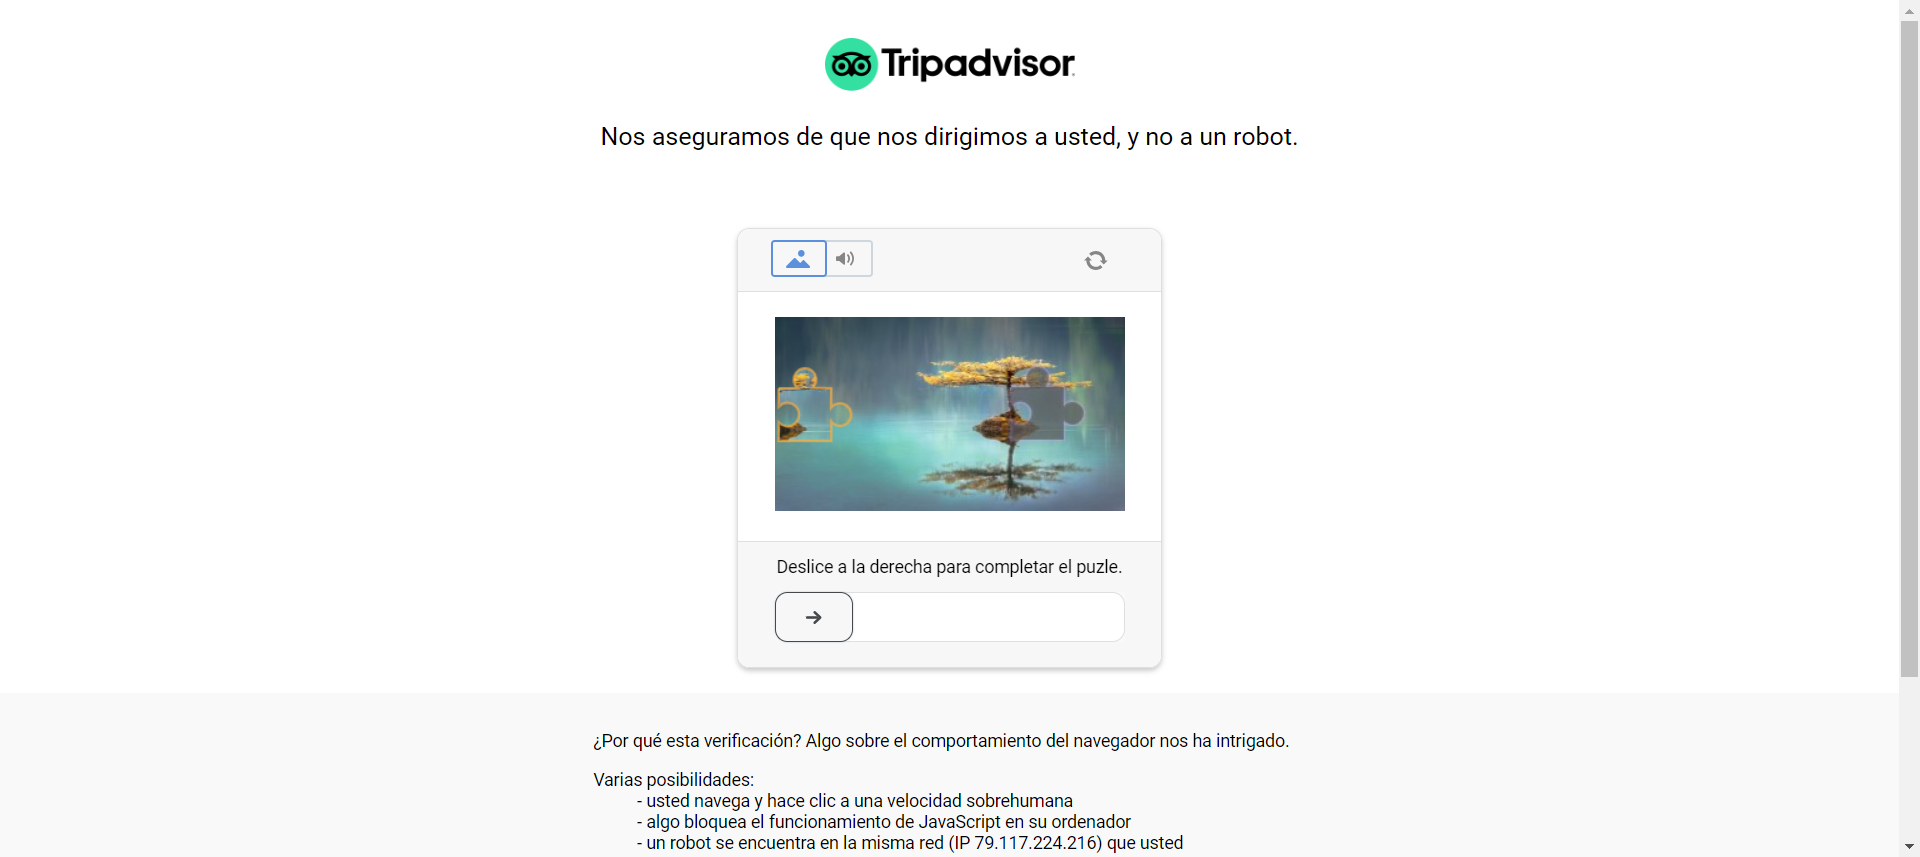 Tripadvisor
Nos aseguramos de que nos dirigimos a usted, y no a un robot.
Deslice a la derecha para completar el puzle.
¿Por qué esta verificación? Algo sobre el comportamiento del navegador nos ha intrigado.
Varias posibilidades:
- usted navega y hace clic a una velocidad sobrehumana
- algo bloquea el funcionamiento de JavaScript en su ordenador
- un robot se encuentra en la misma red (IP 79.117.224.216) que usted